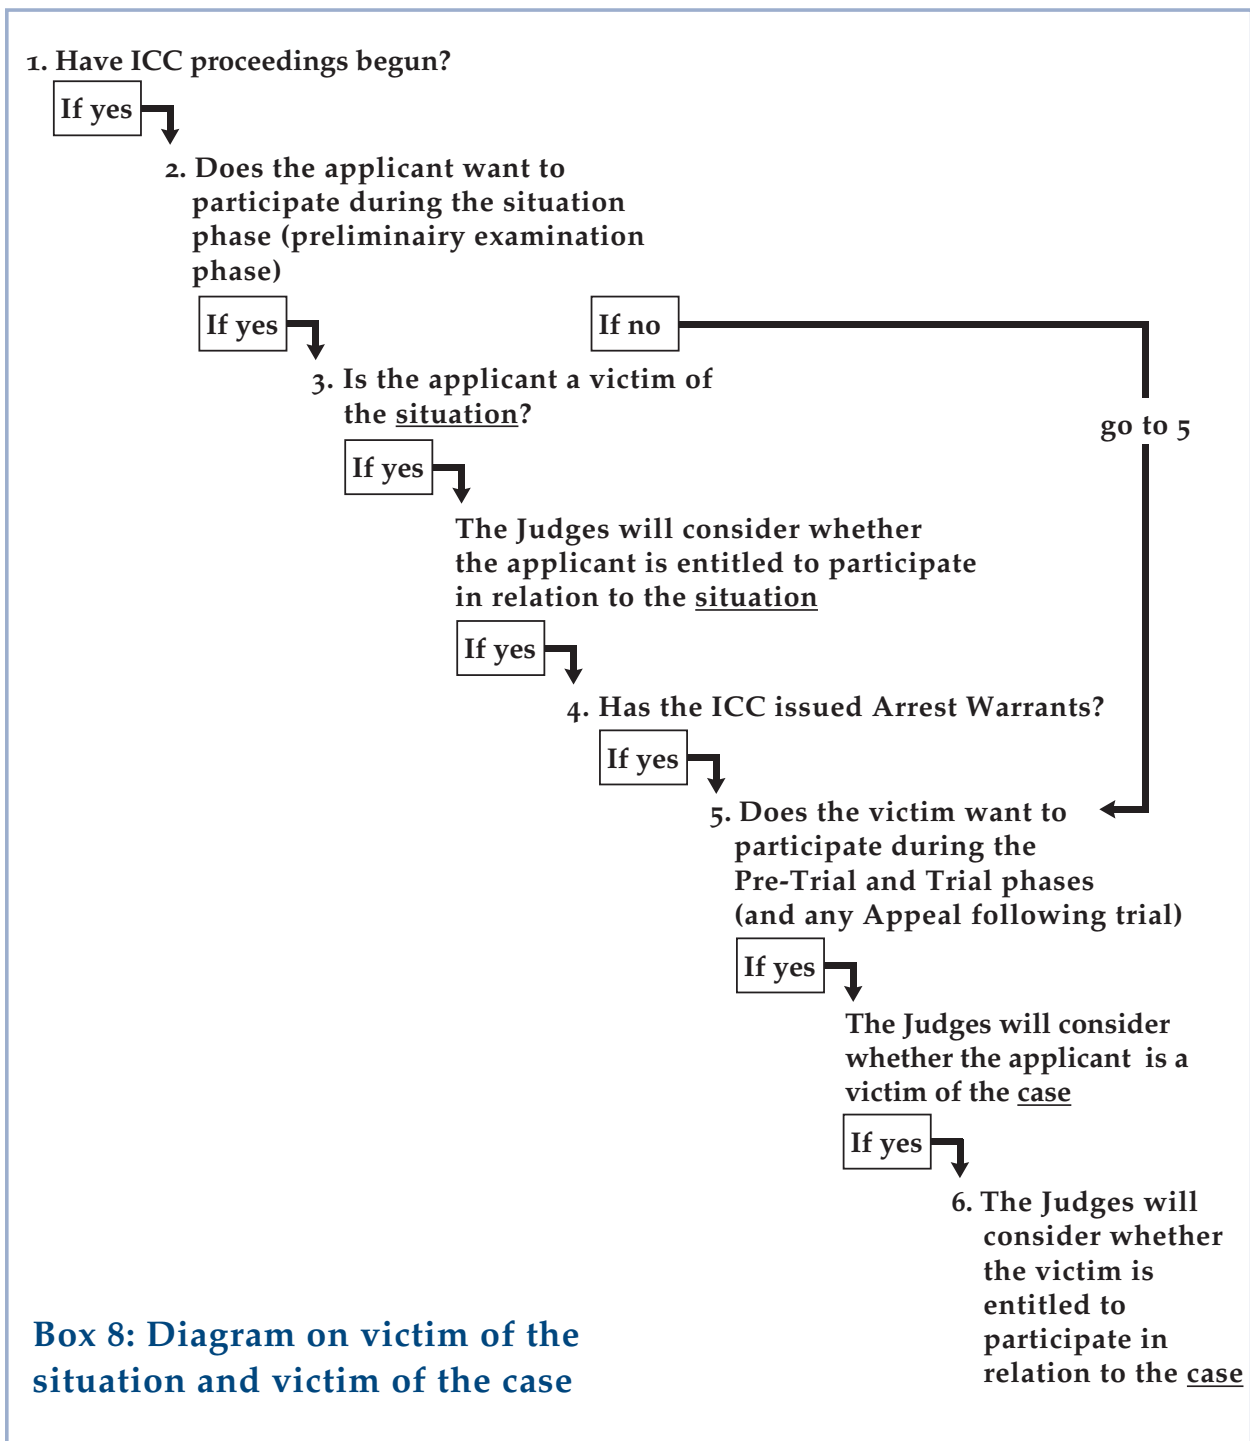 1. Have ICC proceedings begun?
If yes
2. Does the applicant want to
participate during the situation
phase (preliminairy examination
phase)
If yes
If no
3. Is the applicant a victim of
the situation?
go to 5
If yes
The Judges will consider whether
the applicant is entitled to participate
in relation to the situation
If yes
4. Has the ICC issued Arrest Warrants?
If yes
5. Does the victim want to
participate during the
Pre-Trial and Trial phases
(and any Appeal following trial)
If yes
The Judges will consider
whether the applicant is a
victim of the case
If yes
6. The Judges will
consider whether
the victim is
entitled to
participate in
relation to the case
Box 8: Diagram on victim of the
situation and victim of the case